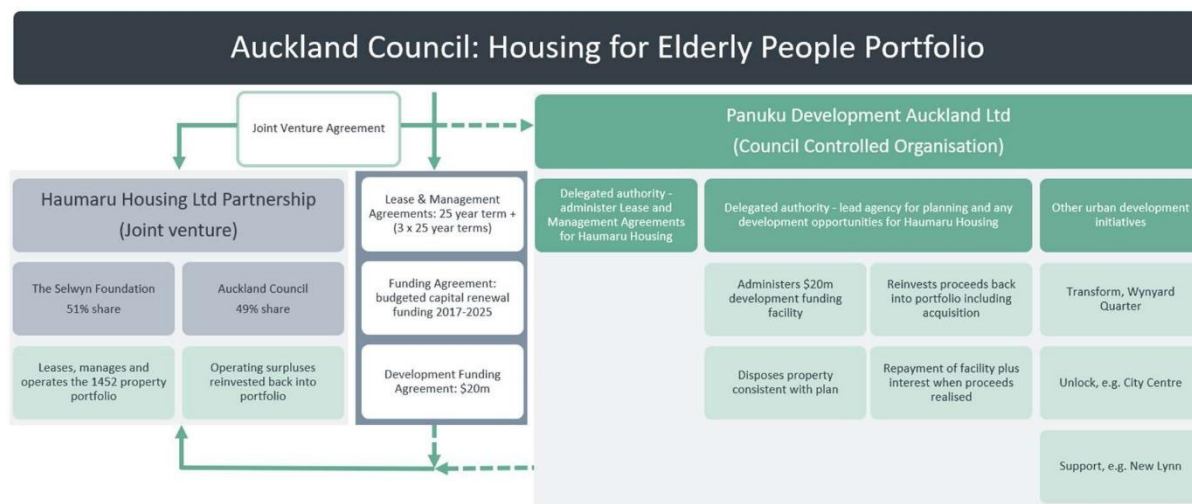 Auckland Council: Housing for Elderly People Portfolio
Joint Venture Agreement
Panuku Development Auckland Ltd
(Council Controlled Organisation)
Haumaru Housing Ltd Partnership
(Joint venture)
The Selwyn Foundation
51% share
Auckland Council
49% share
Leases, manages and
operates the 1452 property
portfolio
Operating surpluses
reinvested back into
portfolio
Lease & Management
Agreements: 25 year term +
(3 x 25 year terms)
Funding Agreement:
budgeted capital renewal
funding 2017-2025
Development Funding
Agreement: $20m
Delegated authority -
administer Lease and
Management Agreements
for Haumaru Housing
Delegated authority - lead agency for planning and any
development opportunities for Haumaru Housing
Other urban development
initiatives
Administers $20m
development funding
facility
Reinvests proceeds back
into portfolio including
acquisition
Transform, Wynyard
Quarter
Disposes property
consistent with plan
Repayment of facility plus
interest when proceeds
realised
Unlock, e.g. City Centre
Support, e.g. New Lynn